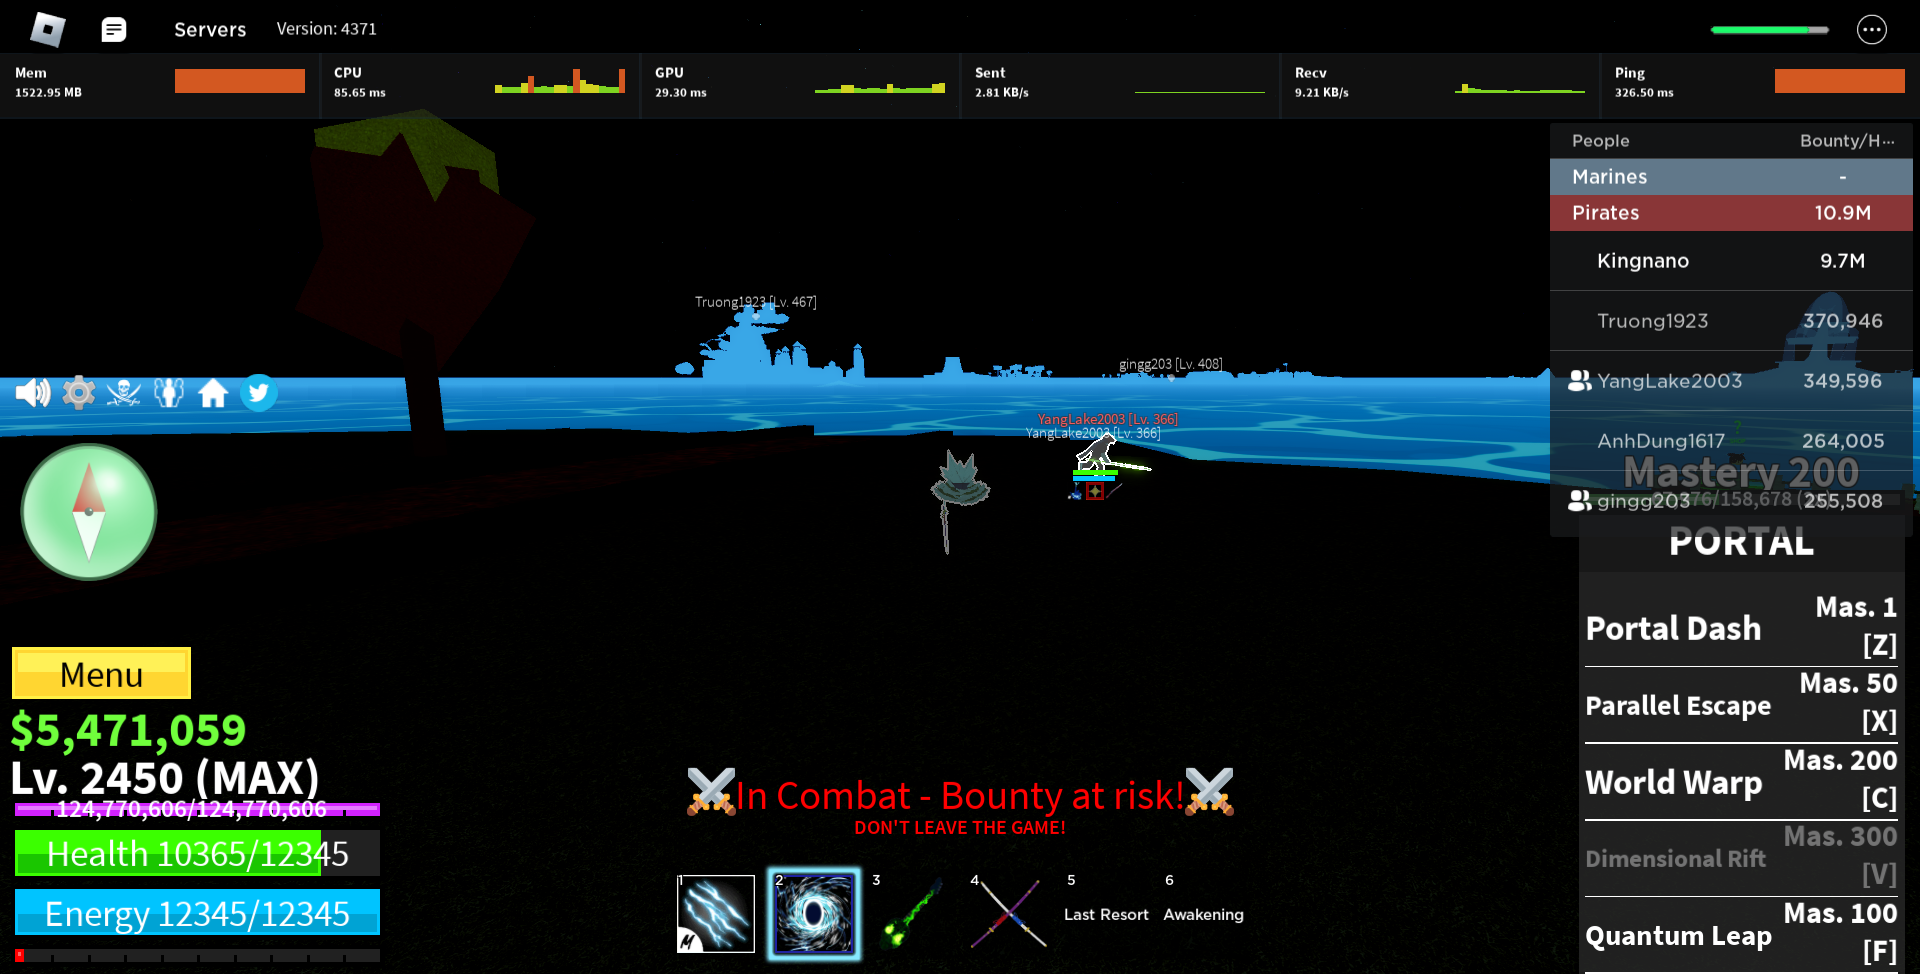 Servers
Version: 4371
Mem
1522.95 MB
CPU
85.65 ms
GPU
29.30 ms
Sent
2.81 KB/s
Recv
9.21 KB/s
Ping
326.50 ms
People Bounty/H...
Marines -
Pirates 10.9M
Kingnano 9.7M
Truong1923 370,946
YangLake2003 349,596
AnhDung1617 264,005
gingg203 255,508
Truong1923 [Lv. 467]
gingg203 [Lv. 408]
YangLake2003 [Lv. 366]
YangLake2003 [Lv. 366]
Mastery 200
/158,678
PORTAL
Portal Dash Mas. 1
[Z]
Parallel Escape Mas. 50
[X]
World Warp Mas. 200
[C]
Dimensional Rift Mas. 300
[V]
Quantum Leap Mas. 100
[F]
Menu
$5,471,059
Lv. 2450 (MAX)
124,770,606/124,770,606
Health 10365/12345
Energy 12345/12345
In Combat - Bounty at risk!
DON'T LEAVE THE GAME!
1
M
2
3
4
5
Last Resort
6
Awakening